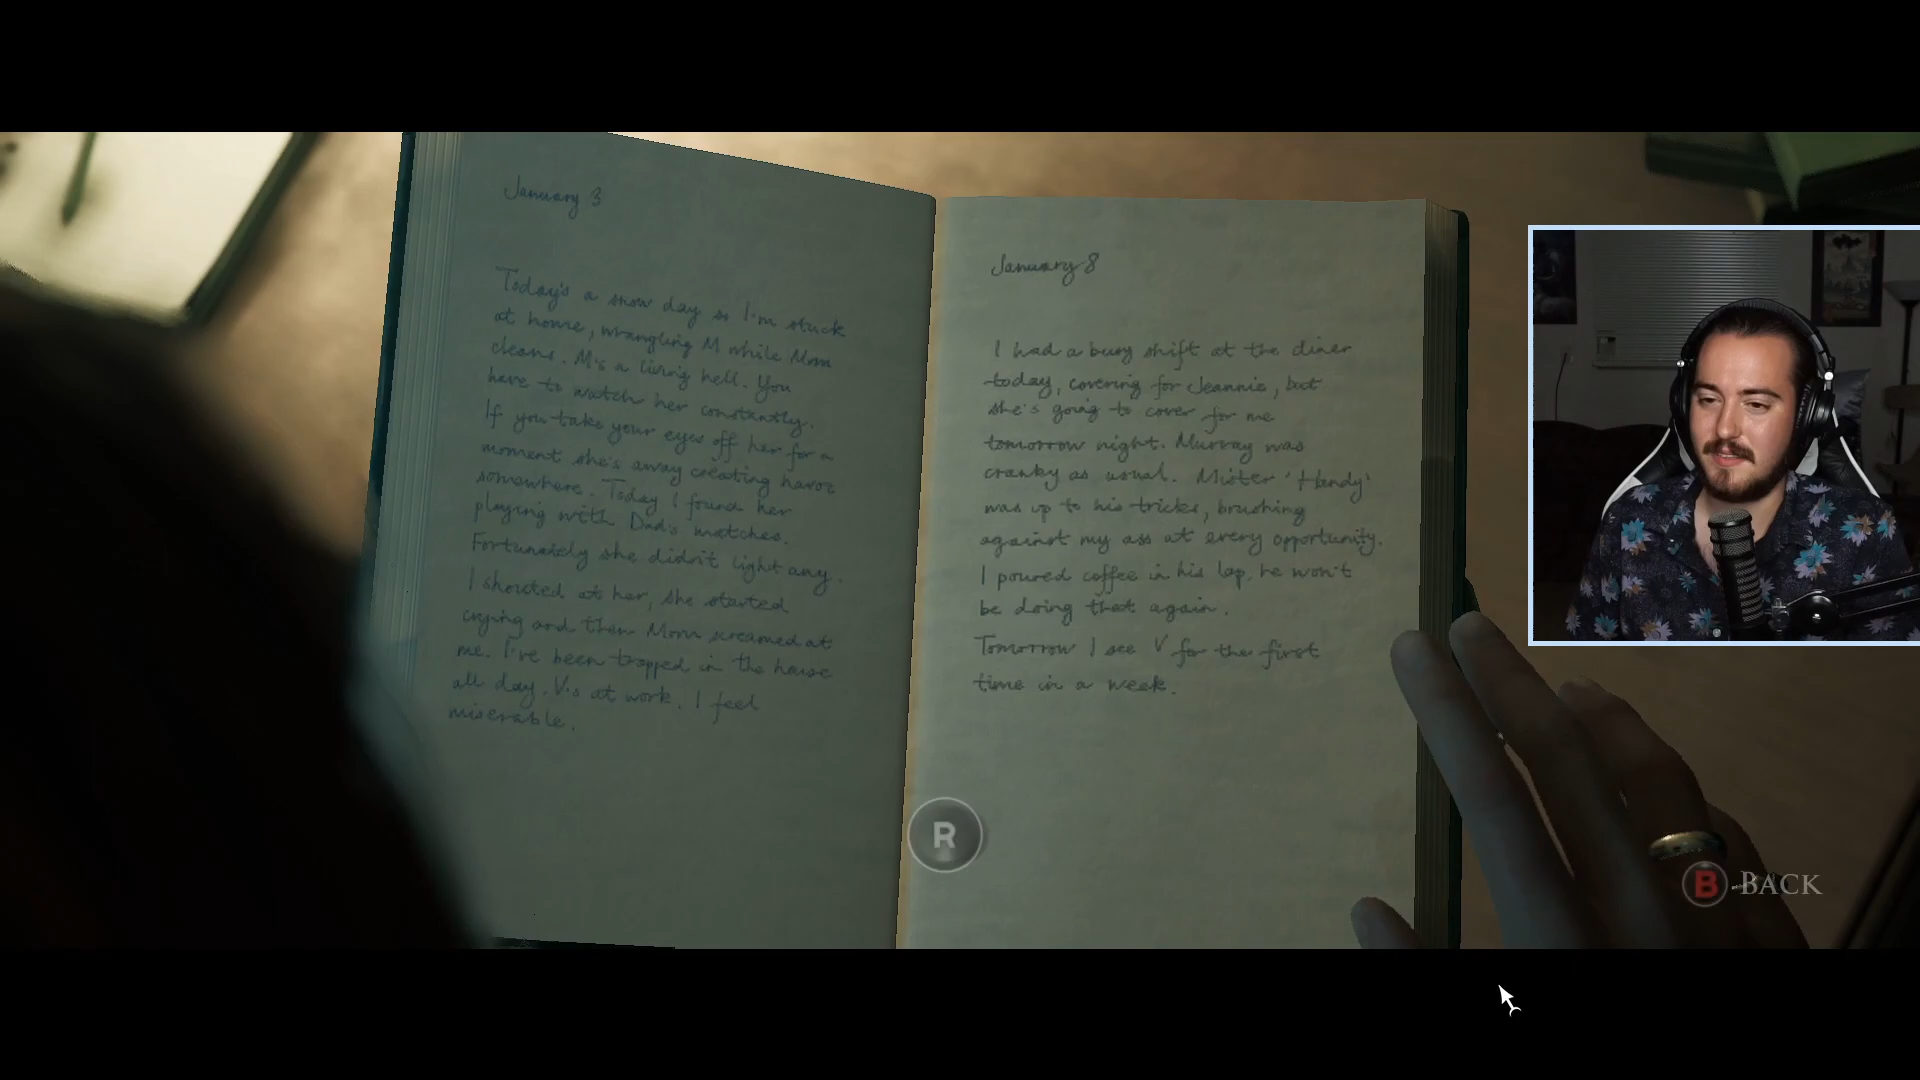 January 3
Today's a snow day so I'm stuck
at home, wrangling M while Mom
cleans. M's a living hell. You
have to watch her constantly.
If you take your eyes off her for a
moment she's away creating havoc
somewhere. Today I found her
playing with Dad's matches.
Fortunately she didn't light any.
I shouted at her, she started
crying and then Mom screamed at
me. I've been trapped in the house
all day. V's at work. I feel
miserable.
January 8
I had a busy shift at the diner
today, covering for Jeannie, but
she's going to cover for me
tomorrow night. Murray was
cranky as usual. Mister 'Handy'
was up to his tricks, brushing
against my ass at every opportunity.
I poured coffee in his lap, he won't
be doing that again.
Tomorrow I see V for the first
time in a week.
R
B BACK